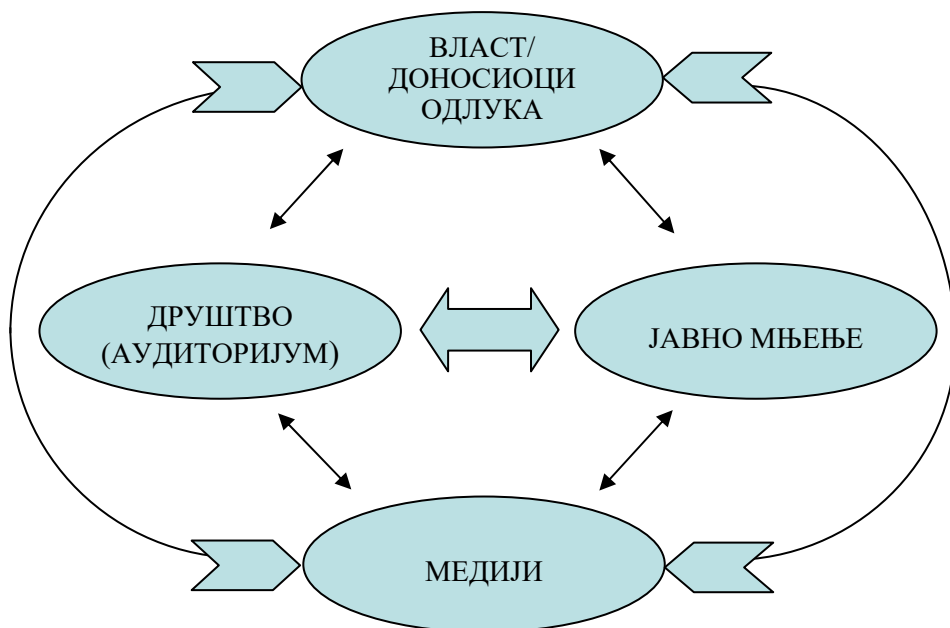 ВЛАСТ/
ДОНОСИОЦИ
ОДЛУКА
ДРУШТВО
(АУДИТОРИЈУМ)
ЈАВНО МЊЕЊЕ
МЕДИЈИ